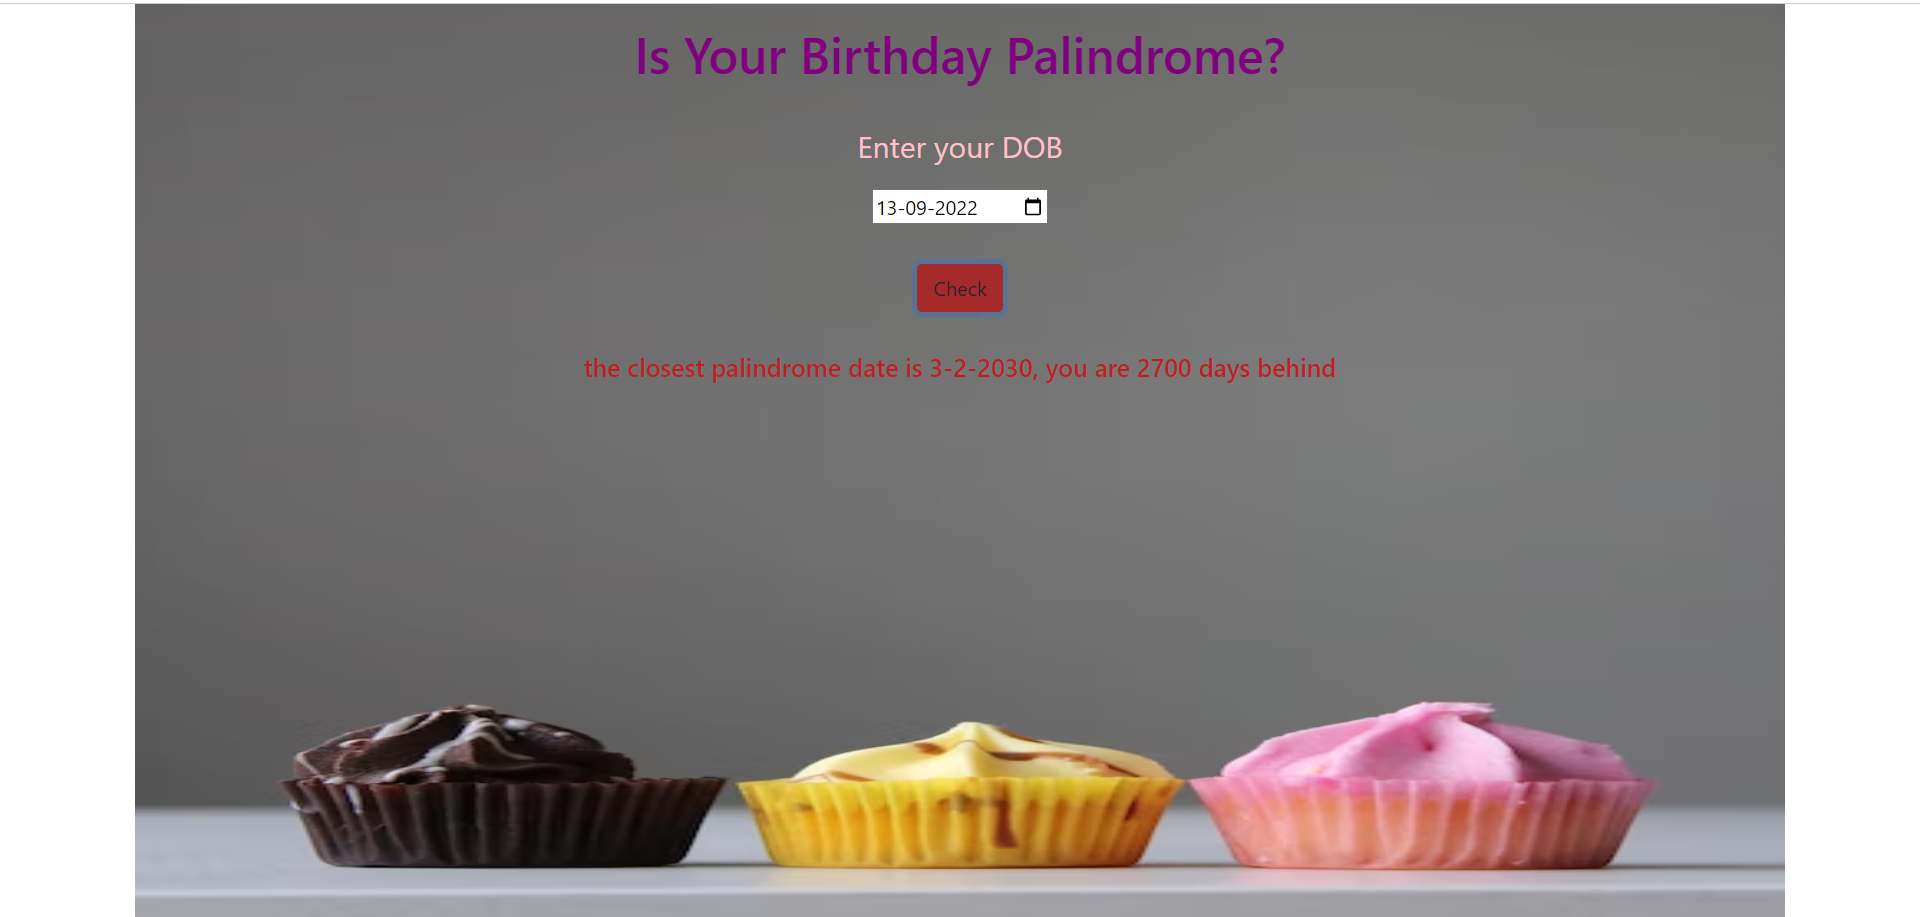 Is Your Birthday Palindrome?
Enter your DOB
13-09-2022
Check
the closest palindrome date is 3-2-2030, you are 2700 days behind